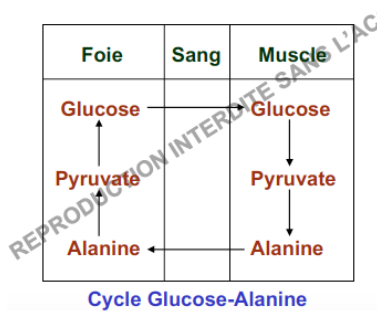 Foie Sang Muscle
Glucose Glucose
Pyruvate Pyruvate
Alanine Alanine
Cycle Glucose-Alanine
REPRODUCTION INTERDITE SANS L'AC